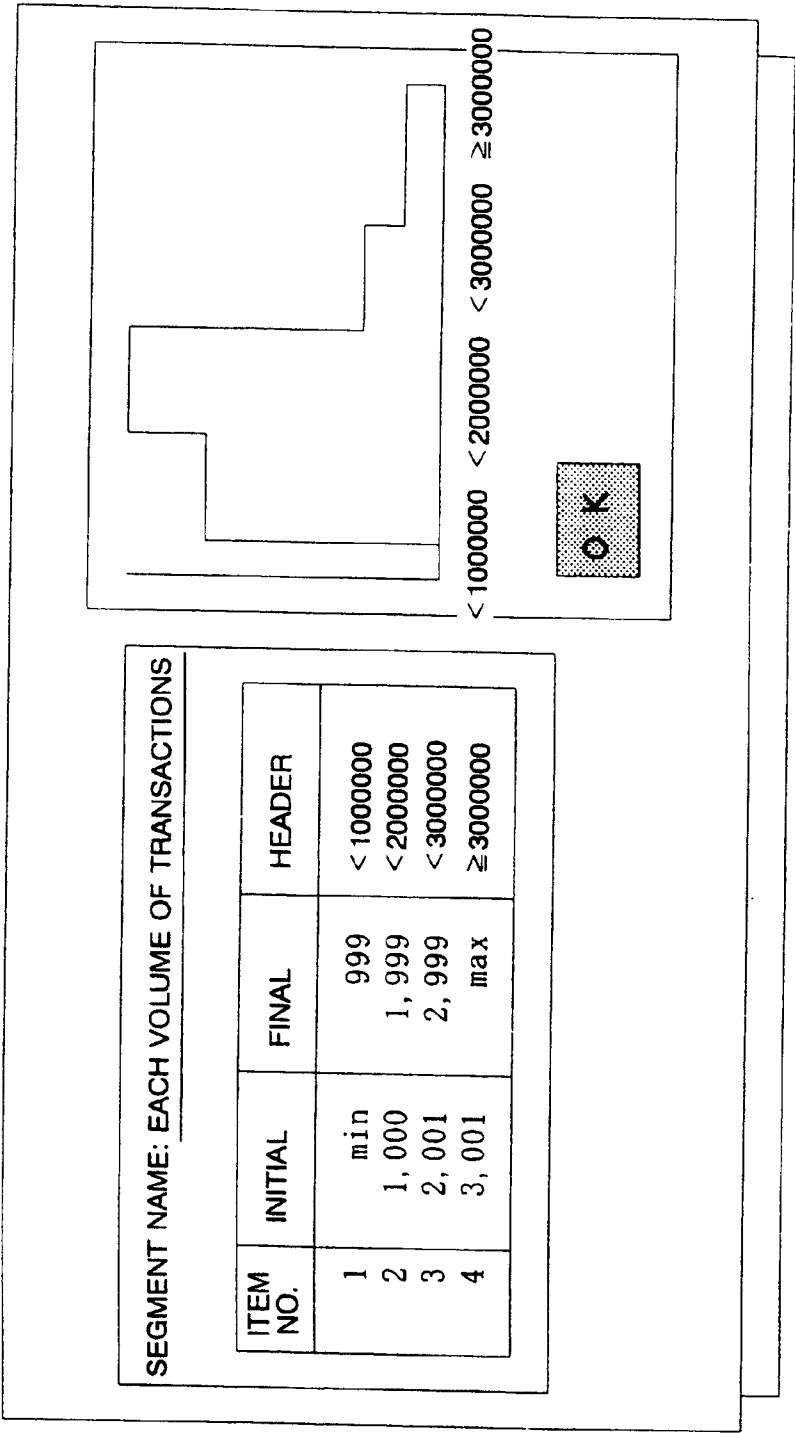 SEGMENT NAME: EACH VOLUME OF TRANSACTIONS
ITEM NO. INITIAL FINAL HEADER
1 min 999 <1000000
2 1,000 1,999 <2000000
3 2,001 2,999 <3000000
4 3,001 max ≧3000000
<1000000 <2000000 <3000000 ≧3000000
O K